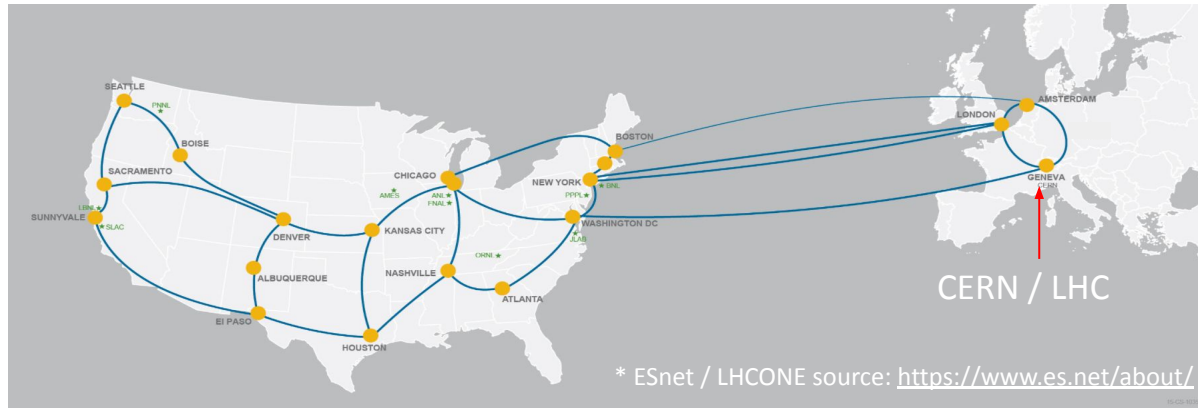 SEATTLE
PNNL
BOISE
SACRAMENTO
LBNL
SUNNYVALE
SLAC
DENVER
ALBUQUERQUE
El PASO
HOUSTON
KANSAS CITY
AMES
CHICAGO
ANL
FNAL
NASHVILLE
ORNL
ATLANTA
WASHINGTON DC
JLAB
PPPL
NEW YORK
BNL
BOSTON
AMSTERDAM
LONDON
GENEVA
CERN
CERN / LHC
* ESnet / LHCONE source: https://www.es.net/about/